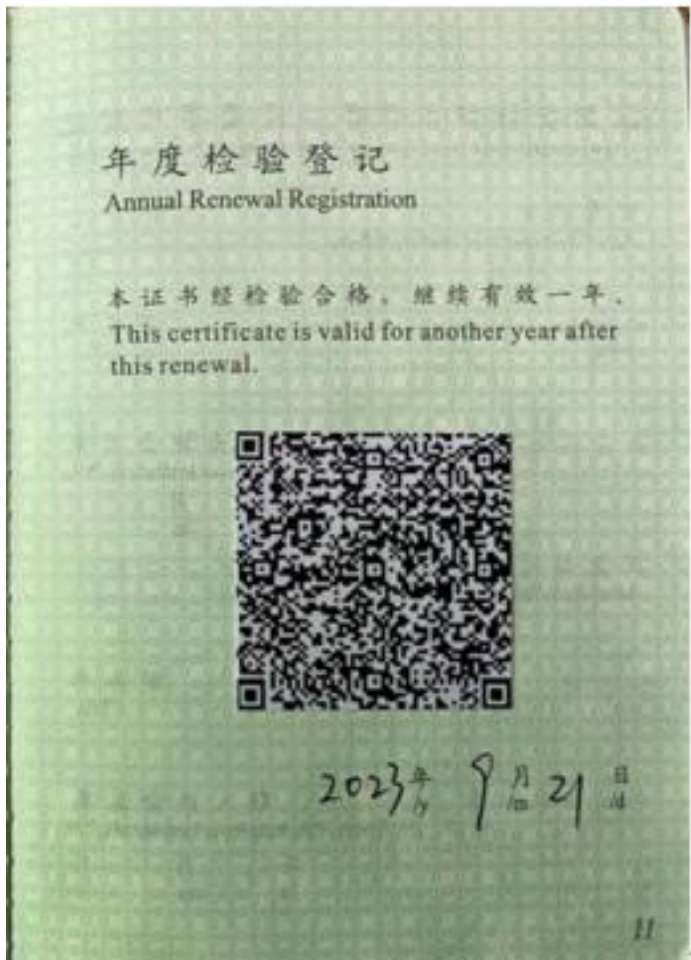 年度检验登记
Annual Renewal Registration
本证书经检验合格，继续有效一年。
This certificate is valid for another year after
this renewal.
2023年 9月 21日
/y /m /d
11